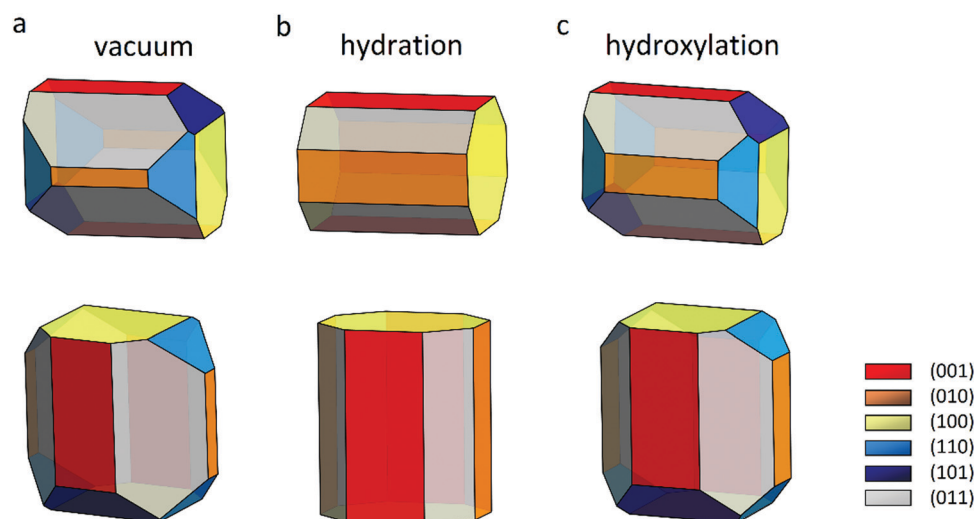 a
vacuum
b
hydration
c
hydroxylation
(001)
(010)
(100)
(110)
(101)
(011)